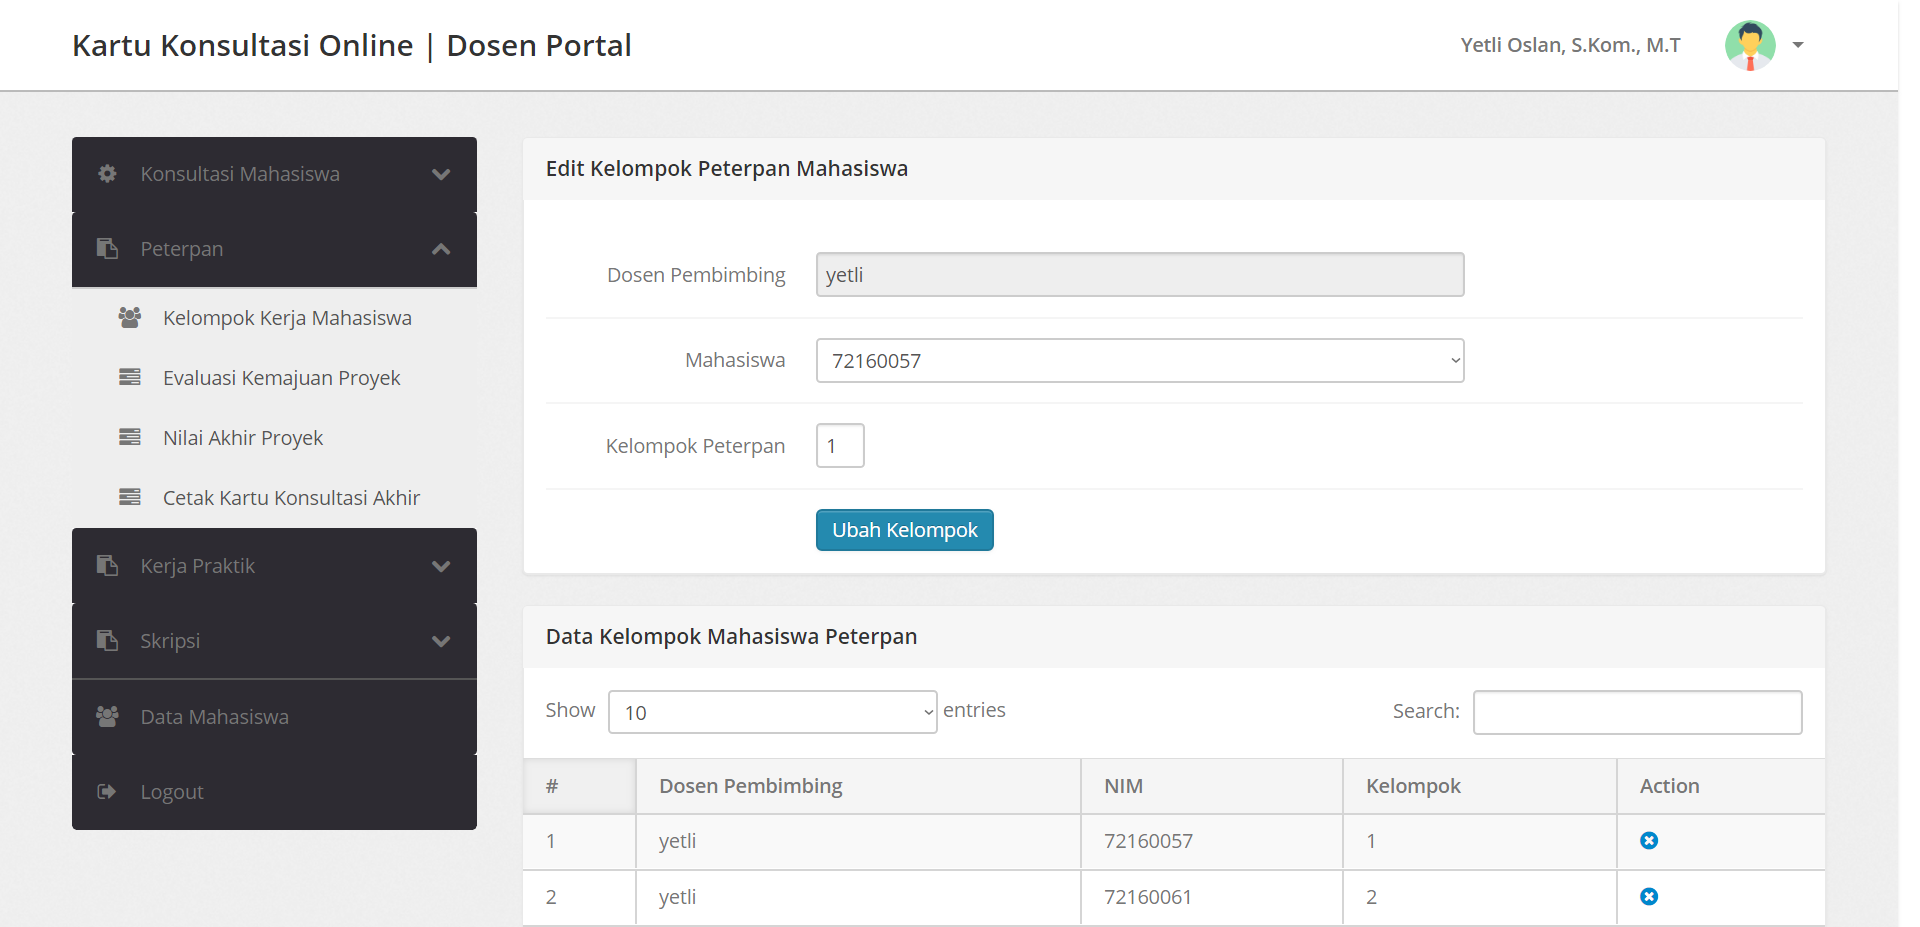 Kartu Konsultasi Online | Dosen Portal
Yetli Oslan, S.Kom., M.T
Konsultasi Mahasiswa
Peterpan
Kelompok Kerja Mahasiswa
Evaluasi Kemajuan Proyek
Nilai Akhir Proyek
Cetak Kartu Konsultasi Akhir
Kerja Praktik
Skripsi
Data Mahasiswa
Logout
Edit Kelompok Peterpan Mahasiswa
Dosen Pembimbing yetli
Mahasiswa 72160057
Kelompok Peterpan 1
Ubah Kelompok
Data Kelompok Mahasiswa Peterpan
Show 10 entries Search:
# Dosen Pembimbing NIM Kelompok Action
1 yetli 72160057 1
2 yetli 72160061 2